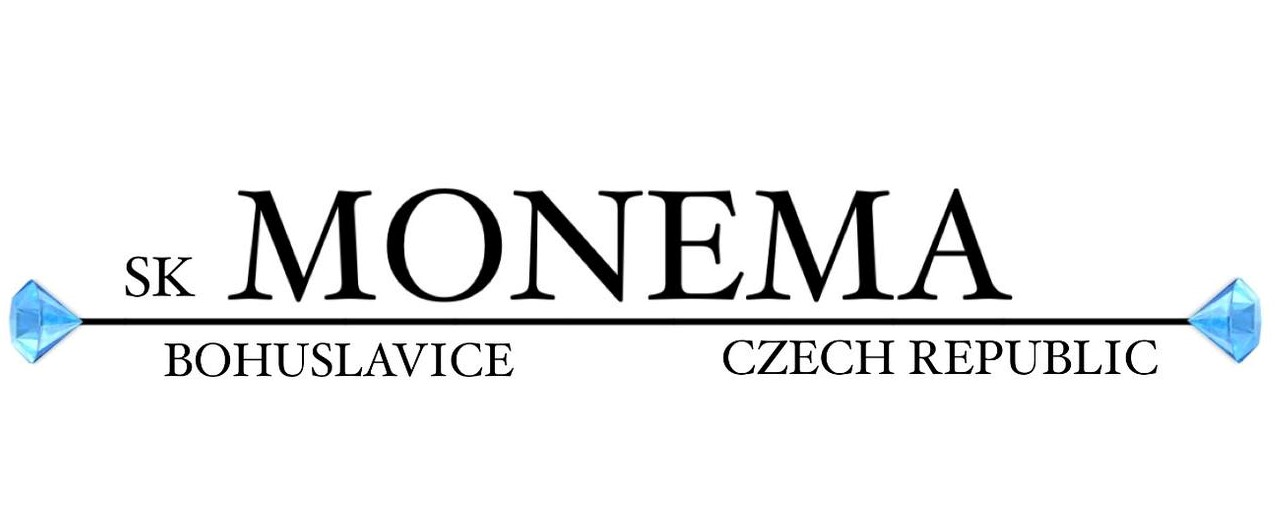 SK MONEMA
BOHUSLAVICE CZECH REPUBLIC